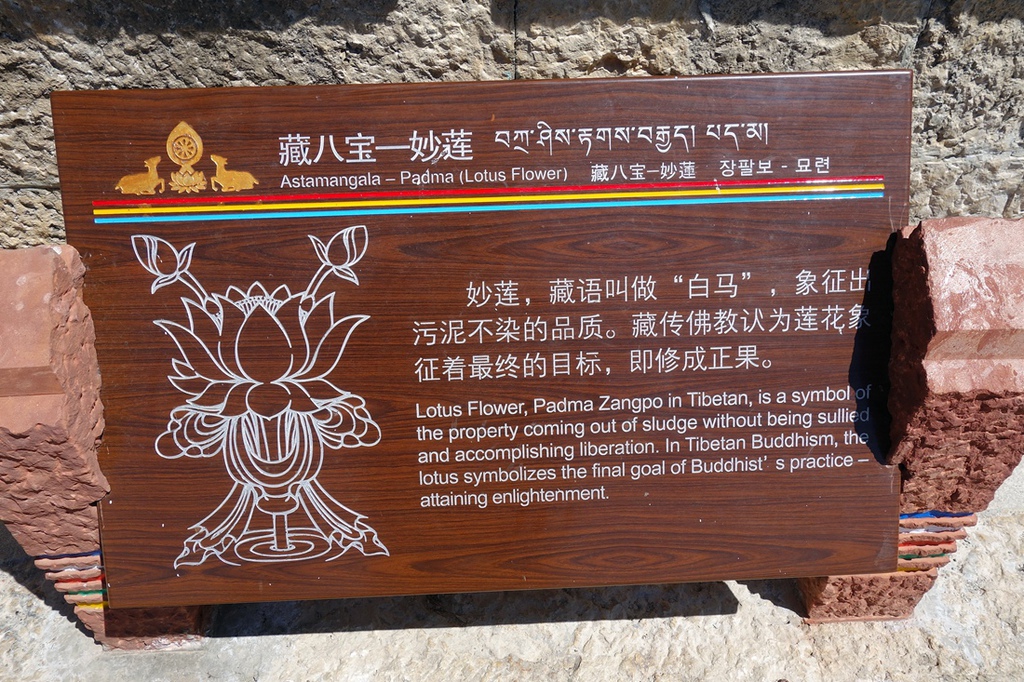 藏八宝—妙莲 བཀྲ་ཤིས་རྟགས་བརྒྱད། པད་མ།
Astamangala – Padma (Lotus Flower) 藏八宝—妙蓮 장팔보 - 묘련
妙莲，藏语叫做“白马”，象征出
污泥不染的品质。藏传佛教认为莲花象
征着最终的目标，即修成正果。
Lotus Flower, Padma Zangpo in Tibetan, is a symbol of
the property coming out of sludge without being sullied
and accomplishing liberation. In Tibetan Buddhism, the
lotus symbolizes the final goal of Buddhist’s practice –
attaining enlightenment.